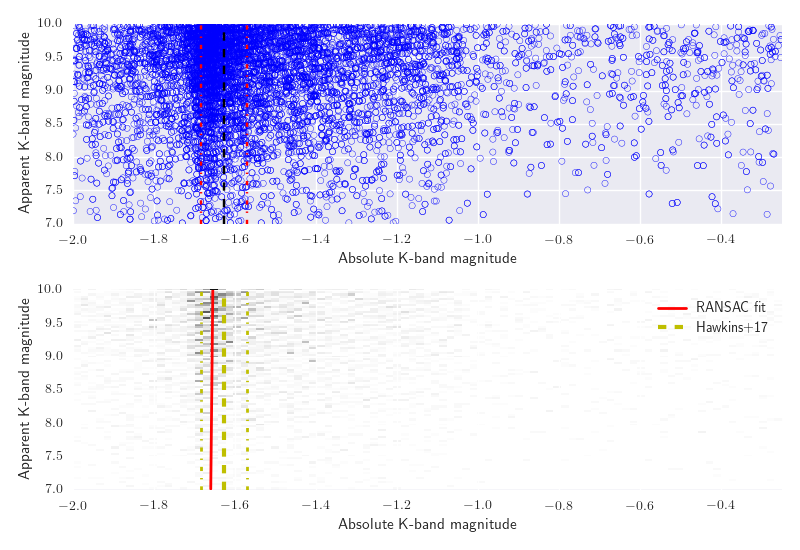 Apparent K-band magnitude
10.0
9.5
9.0
8.5
8.0
7.5
7.0
−2.0 −1.8 −1.6 −1.4 −1.2 −1.0 −0.8 −0.6 −0.4
Absolute K-band magnitude
Apparent K-band magnitude
10.0
9.5
9.0
8.5
8.0
7.5
7.0
RANSAC fit
Hawkins+17
−2.0 −1.8 −1.6 −1.4 −1.2 −1.0 −0.8 −0.6 −0.4
Absolute K-band magnitude